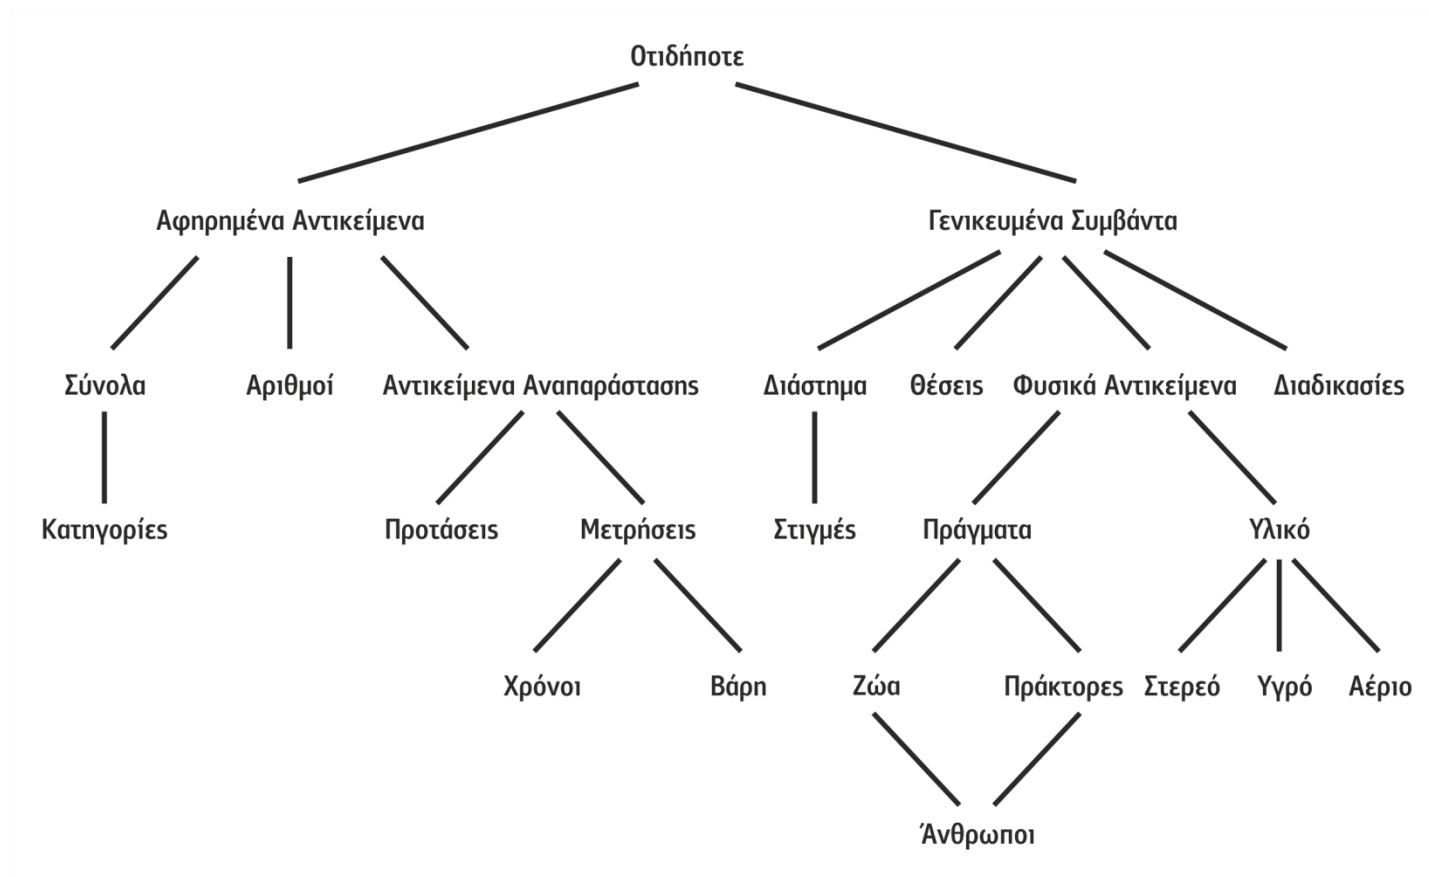 Οτιδήποτε
Αφηρημένα Αντικείμενα Γενικευμένα Συμβάντα
Σύνολα Αριθμοί Αντικείμενα Αναπαράστασης Διάστημα Θέσεις Φυσικά Αντικείμενα Διαδικασίες
Κατηγορίες Προτάσεις Μετρήσεις Στιγμές Πράγματα Υλικό
Χρόνοι Βάρη Ζώα Πράκτορες Στερεό Υγρό Αέριο
Άνθρωποι